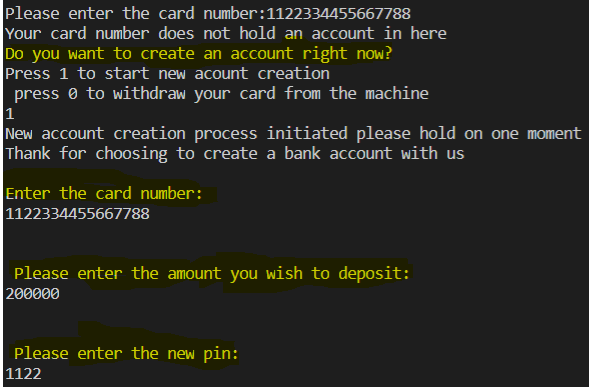 Please enter the card number:1122334455667788
Your card number does not hold an account in here
Do you want to create an account right now?
Press 1 to start new acount creation
press 0 to withdraw your card from the machine
1
New account creation process initiated please hold on one moment
Thank for choosing to create a bank account with us
Enter the card number:
1122334455667788
Please enter the amount you wish to deposit:
200000
Please enter the new pin:
1122